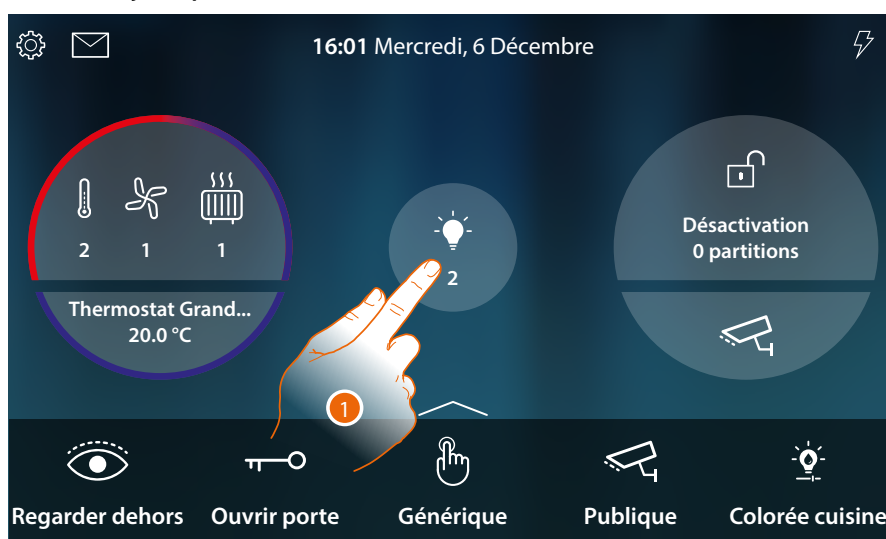 16:01 Mercredi, 6 Décembre
2 1 1
Thermostat Grand...
20.0 °C
2
Désactivation
0 partitions
1
Regarder dehors Ouvrir porte Générique Publique Colorée cuisine